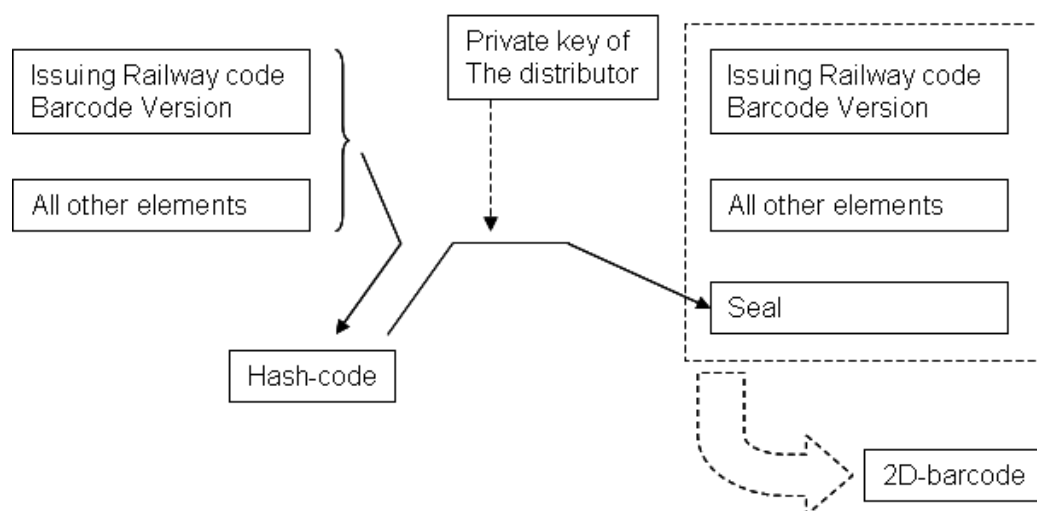 Issuing Railway code
Barcode Version
All other elements
Private key of
The distributor
Hash-code
Issuing Railway code
Barcode Version
All other elements
Seal
2D-barcode